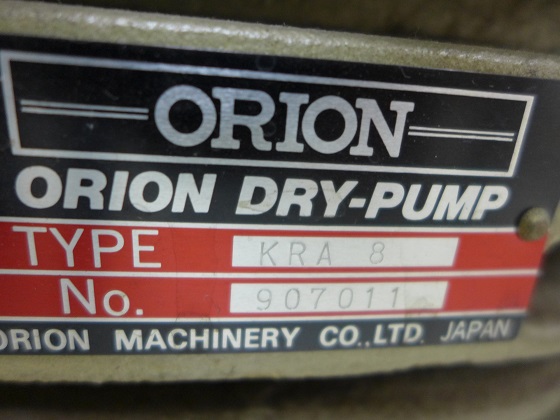 ORION
ORION DRY-PUMP
TYPE KRA 8
No. 907011
ORION MACHINERY CO.,LTD. JAPAN